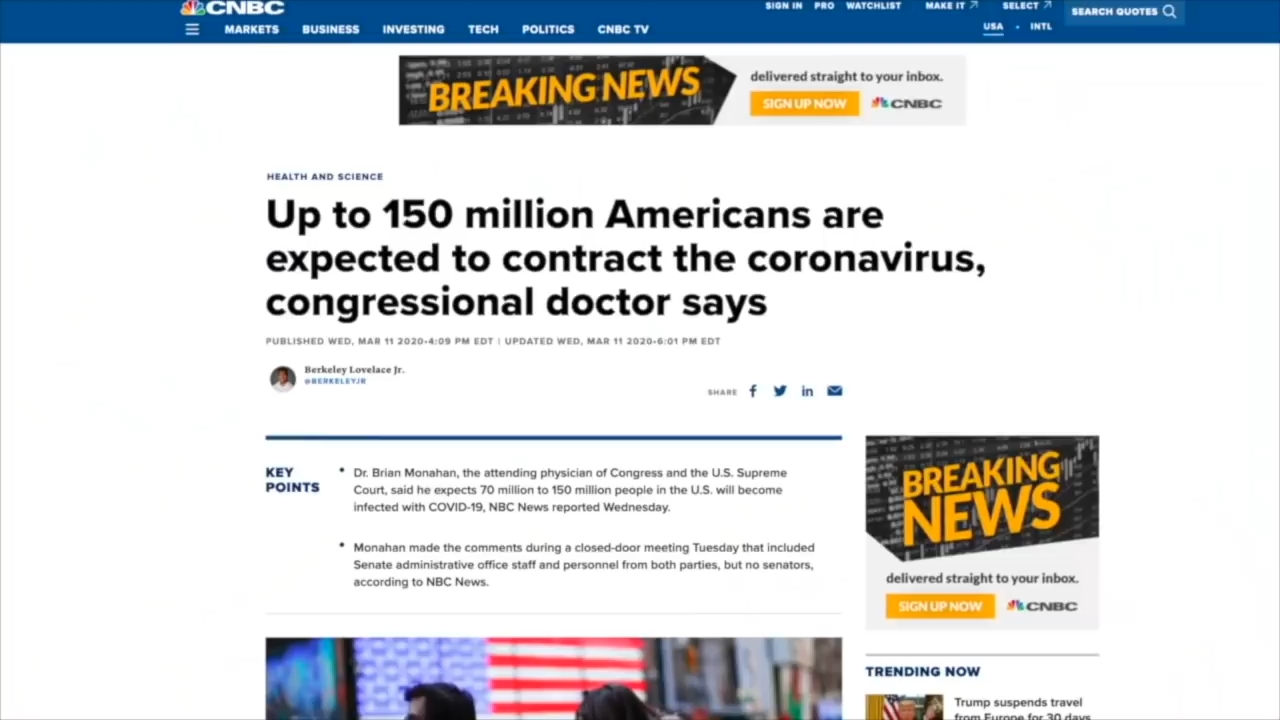 CNBC
SIGN IN PRO WATCHLIST MAKE IT SELECT SEARCH QUOTES
MARKETS BUSINESS INVESTING TECH POLITICS CNBC TV USA • INTL
BREAKING NEWS
delivered straight to your inbox.
SIGN UP NOW CNBC
HEALTH AND SCIENCE
Up to 150 million Americans are
expected to contract the coronavirus,
congressional doctor says
PUBLISHED WED, MAR 11 2020•4:09 PM EDT | UPDATED WED, MAR 11 2020•6:01 PM EDT
Berkeley Lovelace Jr.
@BERKELEYJR
SHARE
KEY
POINTS
• Dr. Brian Monahan, the attending physician of Congress and the U.S. Supreme
Court, said he expects 70 million to 150 million people in the U.S. will become
infected with COVID-19, NBC News reported Wednesday.
• Monahan made the comments during a closed-door meeting Tuesday that included
Senate administrative office staff and personnel from both parties, but no senators,
according to NBC News.
BREAKING
NEWS
delivered straight to your inbox.
SIGN UP NOW CNBC
TRENDING NOW
Trump suspends travel
from Europe for 30 days